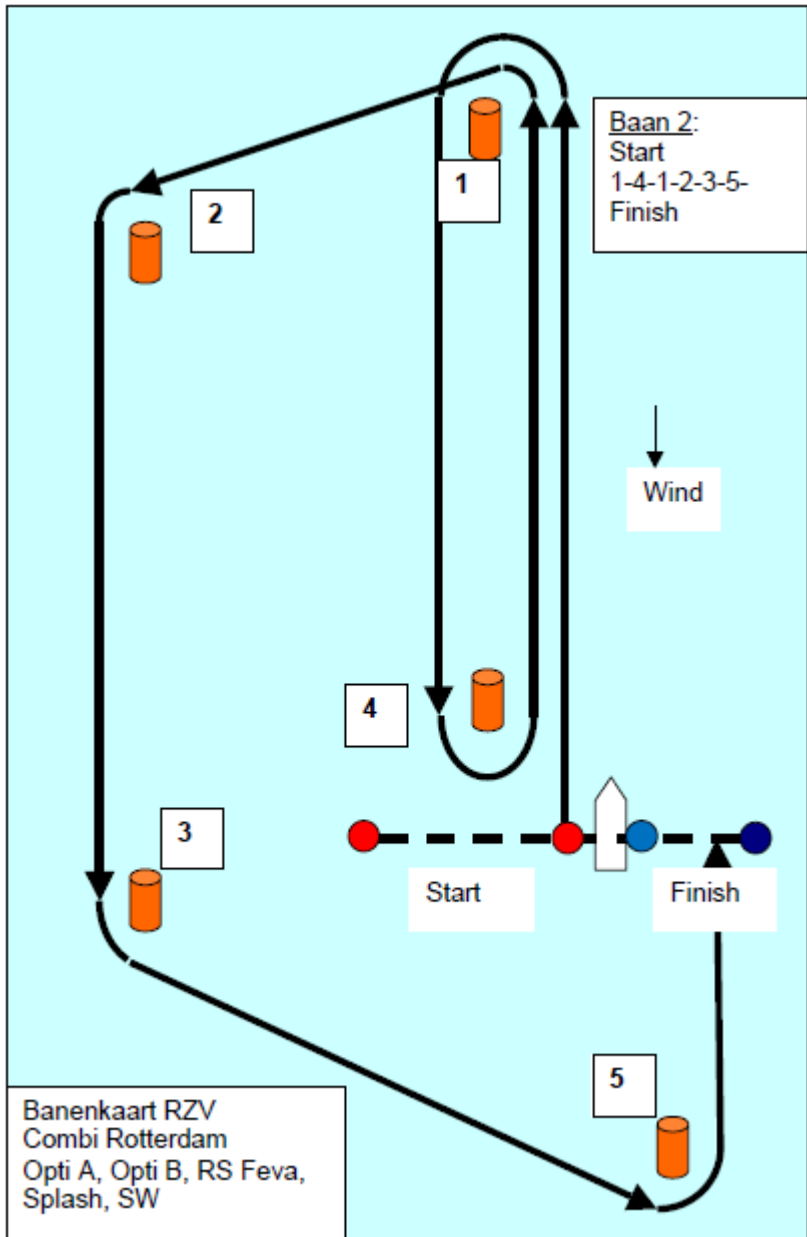 Baan 2:
Start
1-4-1-2-3-5-
Finish
1
2
Wind
4
3
Start
Finish
5
Banenkaart RZV
Combi Rotterdam
Opti A, Opti B, RS Feva,
Splash, SW